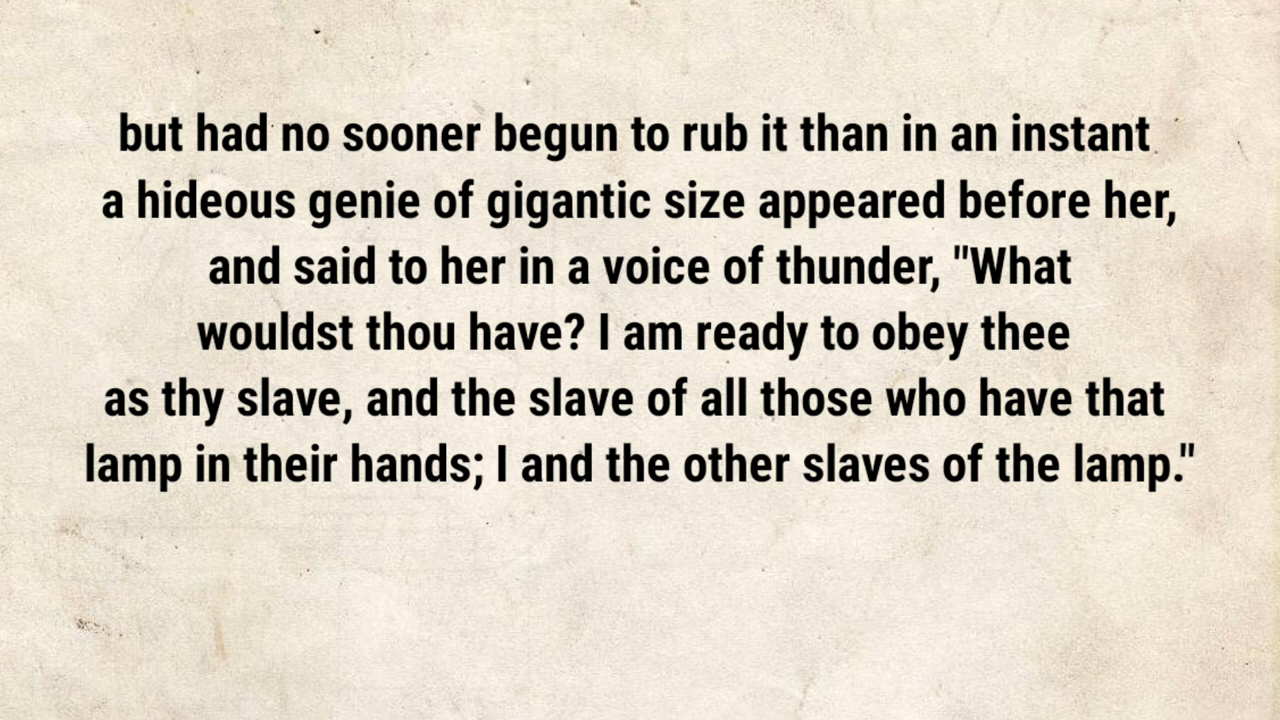 but had no sooner begun to rub it than in an instant
a hideous genie of gigantic size appeared before her,
and said to her in a voice of thunder, "What
wouldst thou have? I am ready to obey thee
as thy slave, and the slave of all those who have that
lamp in their hands; I and the other slaves of the lamp."